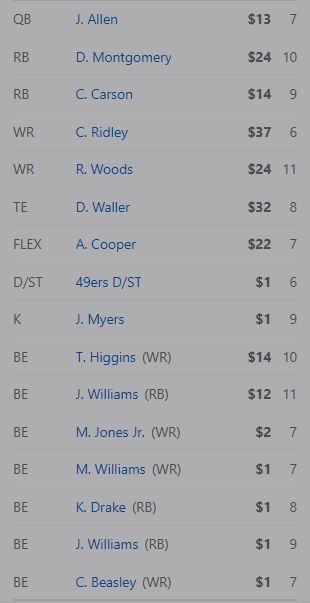 QB J. Allen $13 7
RB D. Montgomery $24 10
RB C. Carson $14 9
WR C. Ridley $37 6
WR R. Woods $24 11
TE D. Waller $32 8
FLEX A. Cooper $22 7
D/ST 49ers D/ST $1 6
K J. Myers $1 9
BE T. Higgins (WR) $14 10
BE J. Williams (RB) $12 11
BE M. Jones Jr. (WR) $2 7
BE M. Williams (WR) $1 7
BE K. Drake (RB) $1 8
BE J. Williams (RB) $1 9
BE C. Beasley (WR) $1 7